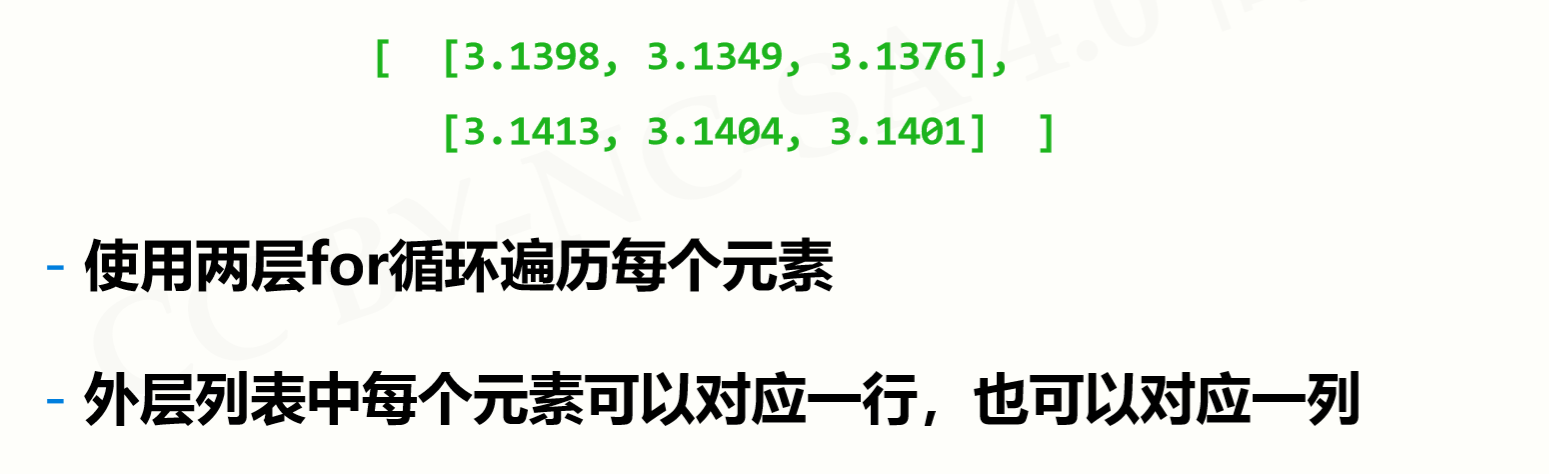 [  [3.1398, 3.1349, 3.1376],
[3.1413, 3.1404, 3.1401]  ]
- 使用两层for循环遍历每个元素
- 外层列表中每个元素可以对应一行，也可以对应一列
CC BY-NC-SA 4.0